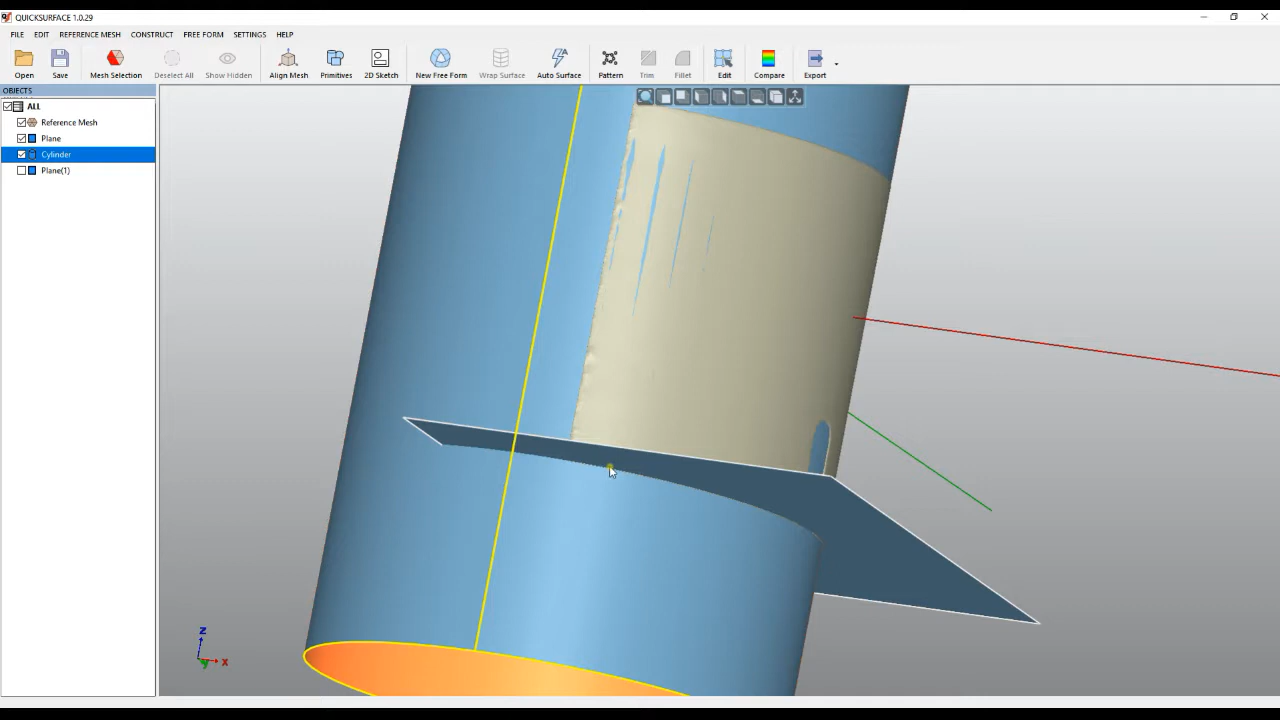 QUICKSURFACE 1.0.29
FILE EDIT REFERENCE MESH CONSTRUCT FREE FORM SETTINGS HELP
Open Save Mesh Selection Deselect All Show Hidden Align Mesh Primitives 2D Sketch New Free Form Wrap Surface Auto Surface Pattern Trim Fillet Edit Compare Export
OBJECTS
ALL
Reference Mesh
Plane
Cylinder
Plane(1)
Z
Y X